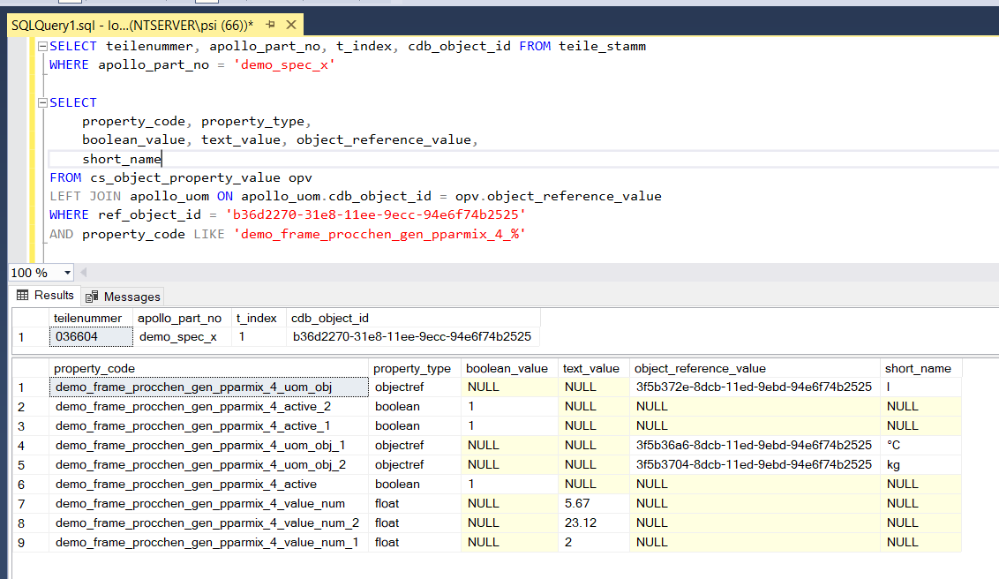 SQLQuery1.sql - lo...(NTSERVER\psi (66))*
SELECT teilenummer, apollo_part_no, t_index, cdb_object_id FROM teile_stamm
WHERE apollo_part_no = 'demo_spec_x'
SELECT
property_code, property_type,
boolean_value, text_value, object_reference_value,
short_name
FROM cs_object_property_value opv
LEFT JOIN apollo_uom ON apollo_uom.cdb_object_id = opv.object_reference_value
WHERE ref_object_id = 'b36d2270-31e8-11ee-9ecc-94e6f74b2525'
AND property_code LIKE 'demo_frame_procchen_gen_pparmix_4_%'
100 %
Results Messages
teilenummer apollo_part_no t_index cdb_object_id
1 036604 demo_spec_x 1 b36d2270-31e8-11ee-9ecc-94e6f74b2525
property_code property_type boolean_value text_value object_reference_value short_name
1 demo_frame_procchen_gen_pparmix_4_uom_obj objectref NULL NULL 3f5b372e-8dcb-11ed-9ebd-94e6f74b2525 l
2 demo_frame_procchen_gen_pparmix_4_active_2 boolean 1 NULL NULL NULL
3 demo_frame_procchen_gen_pparmix_4_active_1 boolean 1 NULL NULL NULL
4 demo_frame_procchen_gen_pparmix_4_uom_obj_1 objectref NULL NULL 3f5b36a6-8dcb-11ed-9ebd-94e6f74b2525 °C
5 demo_frame_procchen_gen_pparmix_4_uom_obj_2 objectref NULL NULL 3f5b3704-8dcb-11ed-9ebd-94e6f74b2525 kg
6 demo_frame_procchen_gen_pparmix_4_active boolean 1 NULL NULL NULL
7 demo_frame_procchen_gen_pparmix_4_value_num float NULL 5.67 NULL NULL
8 demo_frame_procchen_gen_pparmix_4_value_num_2 float NULL 23.12 NULL NULL
9 demo_frame_procchen_gen_pparmix_4_value_num_1 float NULL 2 NULL NULL